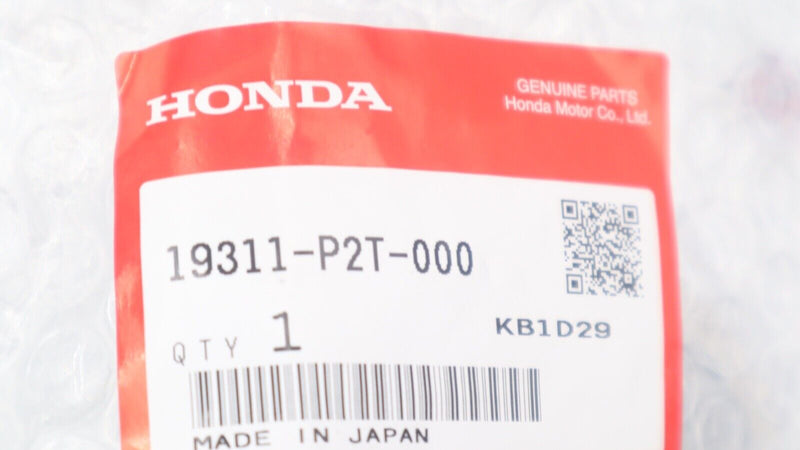 HONDA
GENUINE PARTS
Honda Motor Co., Ltd.
19311-P2T-000
KB1D29
QTY 1
MADE IN JAPAN